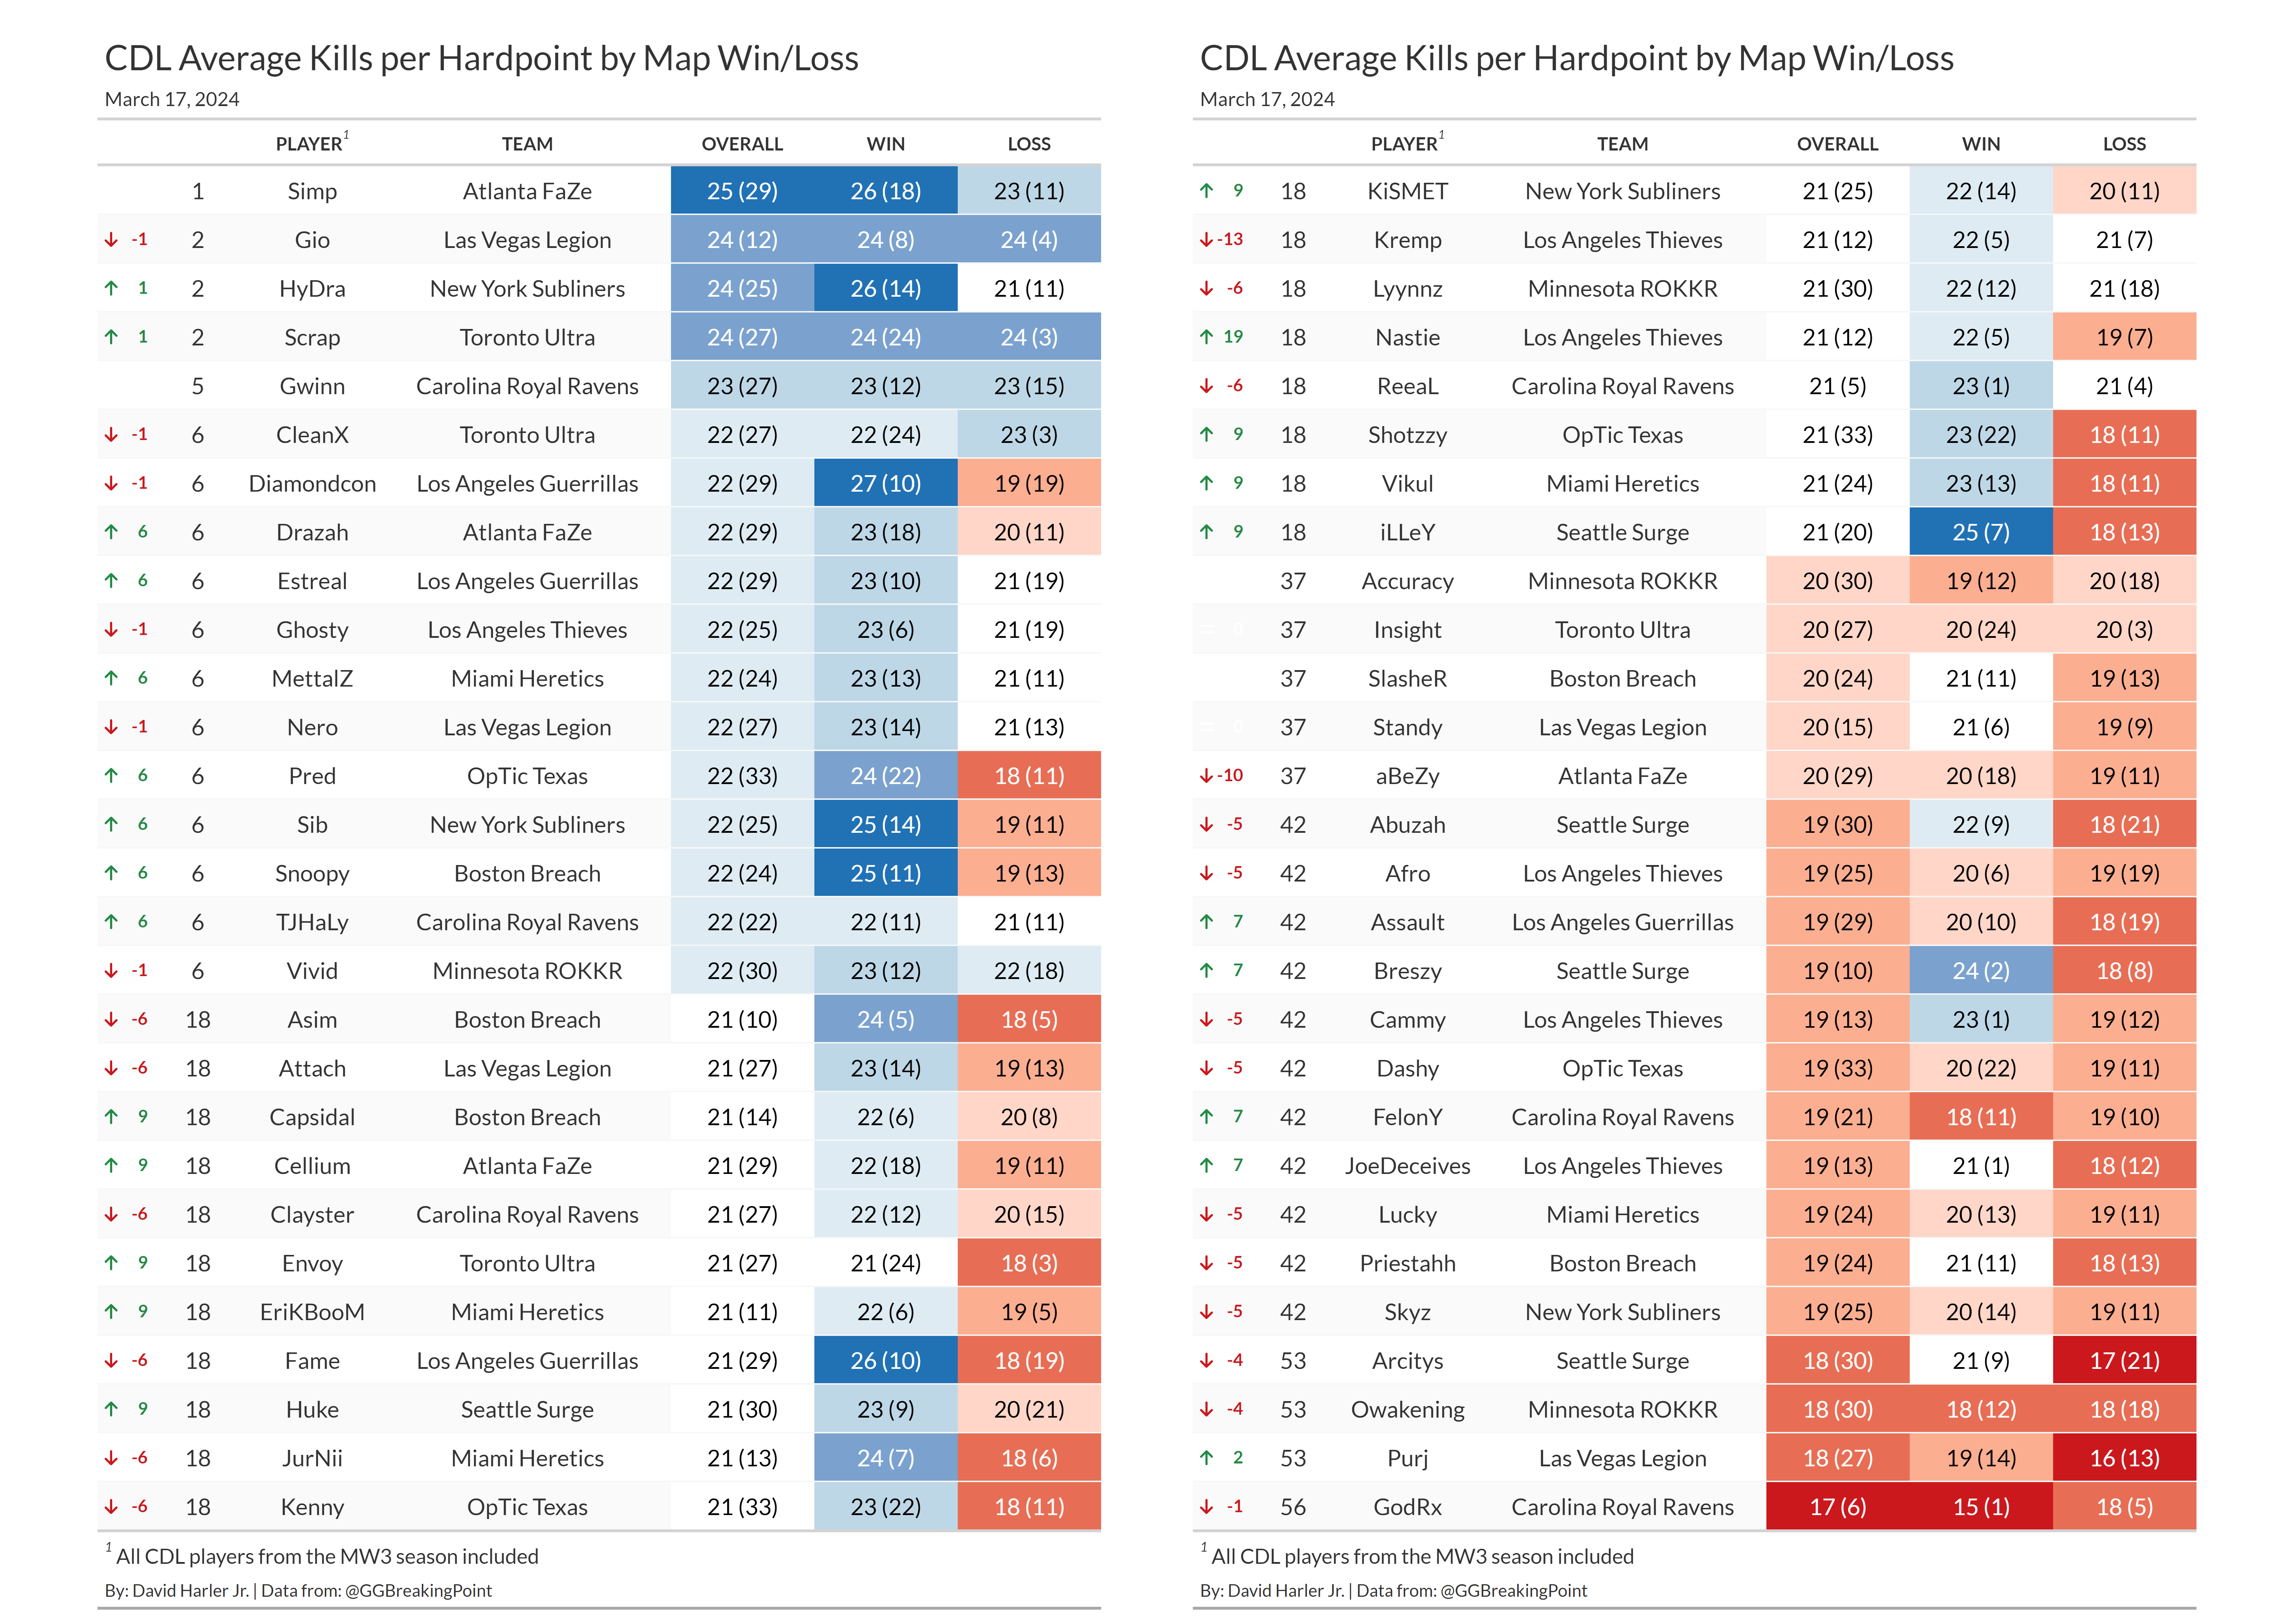 CDL Average Kills per Hardpoint by Map Win/Loss
March 17, 2024
PLAYER1 TEAM OVERALL WIN LOSS
1 Simp Atlanta FaZe 25 (29) 26 (18) 23 (11)
↓ -1 2 Gio Las Vegas Legion 24 (12) 24 (8) 24 (4)
↑ 1 2 HyDra New York Subliners 24 (25) 26 (14) 21 (11)
↑ 1 2 Scrap Toronto Ultra 24 (27) 24 (24) 24 (3)
5 Gwinn Carolina Royal Ravens 23 (27) 23 (12) 23 (15)
↓ -1 6 CleanX Toronto Ultra 22 (27) 22 (24) 23 (3)
↓ -1 6 Diamondcon Los Angeles Guerrillas 22 (29) 27 (10) 19 (19)
↑ 6 6 Drazah Atlanta FaZe 22 (29) 23 (18) 20 (11)
↑ 6 6 Estreal Los Angeles Guerrillas 22 (29) 23 (10) 21 (19)
↓ -1 6 Ghosty Los Angeles Thieves 22 (25) 23 (6) 21 (19)
↑ 6 6 MettalZ Miami Heretics 22 (24) 23 (13) 21 (11)
↓ -1 6 Nero Las Vegas Legion 22 (27) 23 (14) 21 (13)
↑ 6 6 Pred OpTic Texas 22 (33) 24 (22) 18 (11)
↑ 6 6 Sib New York Subliners 22 (25) 25 (14) 19 (11)
↑ 6 6 Snoopy Boston Breach 22 (24) 25 (11) 19 (13)
↑ 6 6 TJHaLy Carolina Royal Ravens 22 (22) 22 (11) 21 (11)
↓ -1 6 Vivid Minnesota ROKKR 22 (30) 23 (12) 22 (18)
↓ -6 18 Asim Boston Breach 21 (10) 24 (5) 18 (5)
↓ -6 18 Attach Las Vegas Legion 21 (27) 23 (14) 19 (13)
↑ 9 18 Capsidal Boston Breach 21 (14) 22 (6) 20 (8)
↑ 9 18 Cellium Atlanta FaZe 21 (29) 22 (18) 19 (11)
↓ -6 18 Clayster Carolina Royal Ravens 21 (27) 22 (12) 20 (15)
↑ 9 18 Envoy Toronto Ultra 21 (27) 21 (24) 18 (3)
↑ 9 18 EriKBooM Miami Heretics 21 (11) 22 (6) 19 (5)
↓ -6 18 Fame Los Angeles Guerrillas 21 (29) 26 (10) 18 (19)
↑ 9 18 Huke Seattle Surge 21 (30) 23 (9) 20 (21)
↓ -6 18 JurNii Miami Heretics 21 (13) 24 (7) 18 (6)
↓ -6 18 Kenny OpTic Texas 21 (33) 23 (22) 18 (11)
1 All CDL players from the MW3 season included
By: David Harler Jr. | Data from: @GGBreakingPoint
CDL Average Kills per Hardpoint by Map Win/Loss
March 17, 2024
PLAYER1 TEAM OVERALL WIN LOSS
↑ 9 18 KiSMET New York Subliners 21 (25) 22 (14) 20 (11)
↓ -13 18 Kremp Los Angeles Thieves 21 (12) 22 (5) 21 (7)
↓ -6 18 Lyynnz Minnesota ROKKR 21 (30) 22 (12) 21 (18)
↑ 19 18 Nastie Los Angeles Thieves 21 (12) 22 (5) 19 (7)
↓ -6 18 ReeaL Carolina Royal Ravens 21 (5) 23 (1) 21 (4)
↑ 9 18 Shotzzy OpTic Texas 21 (33) 23 (22) 18 (11)
↑ 9 18 Vikul Miami Heretics 21 (24) 23 (13) 18 (11)
↑ 9 18 iLLeY Seattle Surge 21 (20) 25 (7) 18 (13)
37 Accuracy Minnesota ROKKR 20 (30) 19 (12) 20 (18)
= 0 37 Insight Toronto Ultra 20 (27) 20 (24) 20 (3)
37 SlasheR Boston Breach 20 (24) 21 (11) 19 (13)
= 0 37 Standy Las Vegas Legion 20 (15) 21 (6) 19 (9)
↓ -10 37 aBeZy Atlanta FaZe 20 (29) 20 (18) 19 (11)
↓ -5 42 Abuzah Seattle Surge 19 (30) 22 (9) 18 (21)
↓ -5 42 Afro Los Angeles Thieves 19 (25) 20 (6) 19 (19)
↑ 7 42 Assault Los Angeles Guerrillas 19 (29) 20 (10) 18 (19)
↑ 7 42 Breszy Seattle Surge 19 (10) 24 (2) 18 (8)
↓ -5 42 Cammy Los Angeles Thieves 19 (13) 23 (1) 19 (12)
↓ -5 42 Dashy OpTic Texas 19 (33) 20 (22) 19 (11)
↑ 7 42 FelonY Carolina Royal Ravens 19 (21) 18 (11) 19 (10)
↑ 7 42 JoeDeceives Los Angeles Thieves 19 (13) 21 (1) 18 (12)
↓ -5 42 Lucky Miami Heretics 19 (24) 20 (13) 19 (11)
↓ -5 42 Priestahh Boston Breach 19 (24) 21 (11) 18 (13)
↓ -5 42 Skyz New York Subliners 19 (25) 20 (14) 19 (11)
↓ -4 53 Arcitys Seattle Surge 18 (30) 21 (9) 17 (21)
↓ -4 53 Owakening Minnesota ROKKR 18 (30) 18 (12) 18 (18)
↑ 2 53 Purj Las Vegas Legion 18 (27) 19 (14) 16 (13)
↓ -1 56 GodRx Carolina Royal Ravens 17 (6) 15 (1) 18 (5)
1 All CDL players from the MW3 season included
By: David Harler Jr. | Data from: @GGBreakingPoint